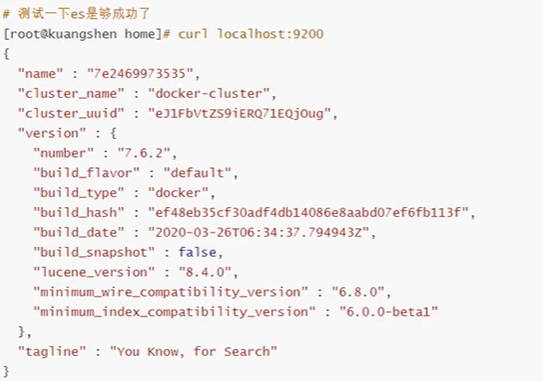 # 测试一下es是够成功了
[root@kuangshen home]# curl localhost:9200
{
  "name" : "7e2469973535",
  "cluster_name" : "docker-cluster",
  "cluster_uuid" : "eJ1FbVtZS9iERQ71EQjOug",
  "version" : {
    "number" : "7.6.2",
    "build_flavor" : "default",
    "build_type" : "docker",
    "build_hash" : "ef48eb35cf30adf4db14086e8aabd07ef6fb113f",
    "build_date" : "2020-03-26T06:34:37.794943Z",
    "build_snapshot" : false,
    "lucene_version" : "8.4.0",
    "minimum_wire_compatibility_version" : "6.8.0",
    "minimum_index_compatibility_version" : "6.0.0-beta1"
  },
  "tagline" : "You Know, for Search"
}